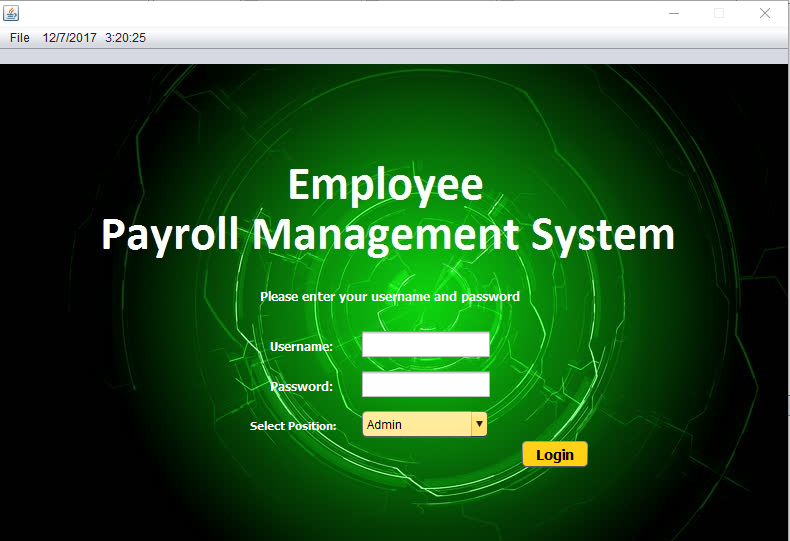 File 12/7/2017 3:20:25
Employee
Payroll Management System
Please enter your username and password
Username:
Password:
Select Position: Admin
Login